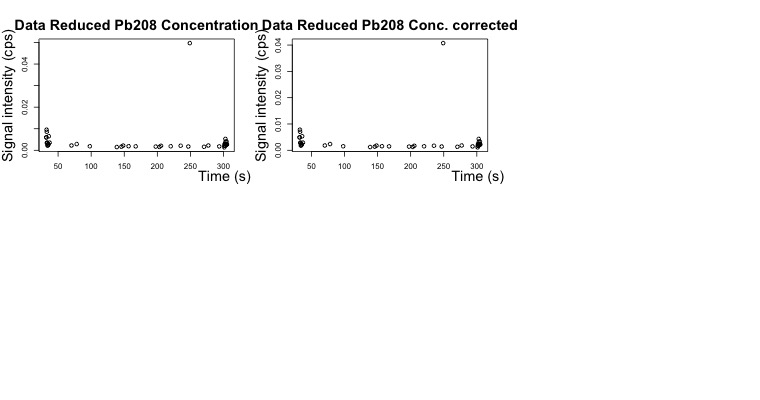 Data Reduced Pb208 Concentration
Signal intensity (cps)
0.00 0.02 0.04
50 100 150 200 250 300
Time (s)
Data Reduced Pb208 Conc. corrected
Signal intensity (cps)
0.00 0.01 0.02 0.03 0.04
50 100 150 200 250 300
Time (s)